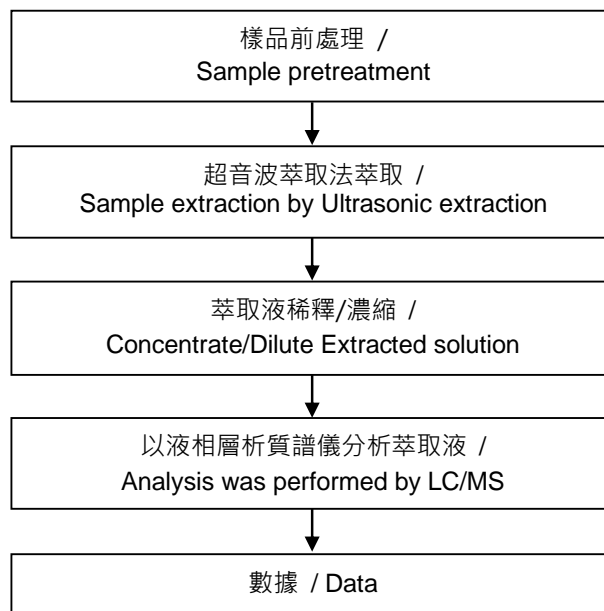 樣品前處理 /
Sample pretreatment
超音波萃取法萃取 /
Sample extraction by Ultrasonic extraction
萃取液稀釋/濃縮 /
Concentrate/Dilute Extracted solution
以液相層析質譜儀分析萃取液 /
Analysis was performed by LC/MS
數據 / Data